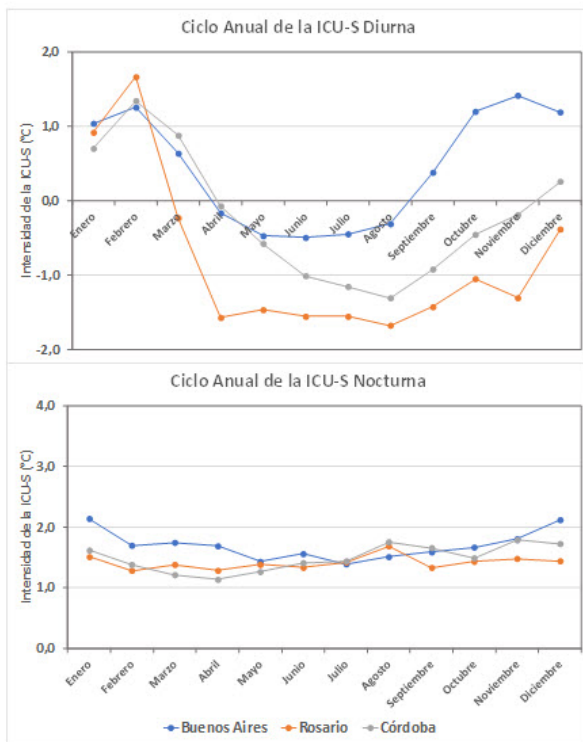 Ciclo Anual de la ICU-S Diurna
Intensidad de la ICU-S (°C)
2,0
1,0
0,0
-1,0
-2,0
Enero
Febrero
Marzo
Abril
Mayo
Junio
Julio
Agosto
Septiembre
Octubre
Noviembre
Diciembre
Ciclo Anual de la ICU-S Nocturna
Intensidad de la ICU-S (°C)
4,0
3,0
2,0
1,0
0,0
Enero
Febrero
Marzo
Abril
Mayo
Junio
Julio
Agosto
Septiembre
Octubre
Noviembre
Diciembre
Buenos Aires Rosario Córdoba